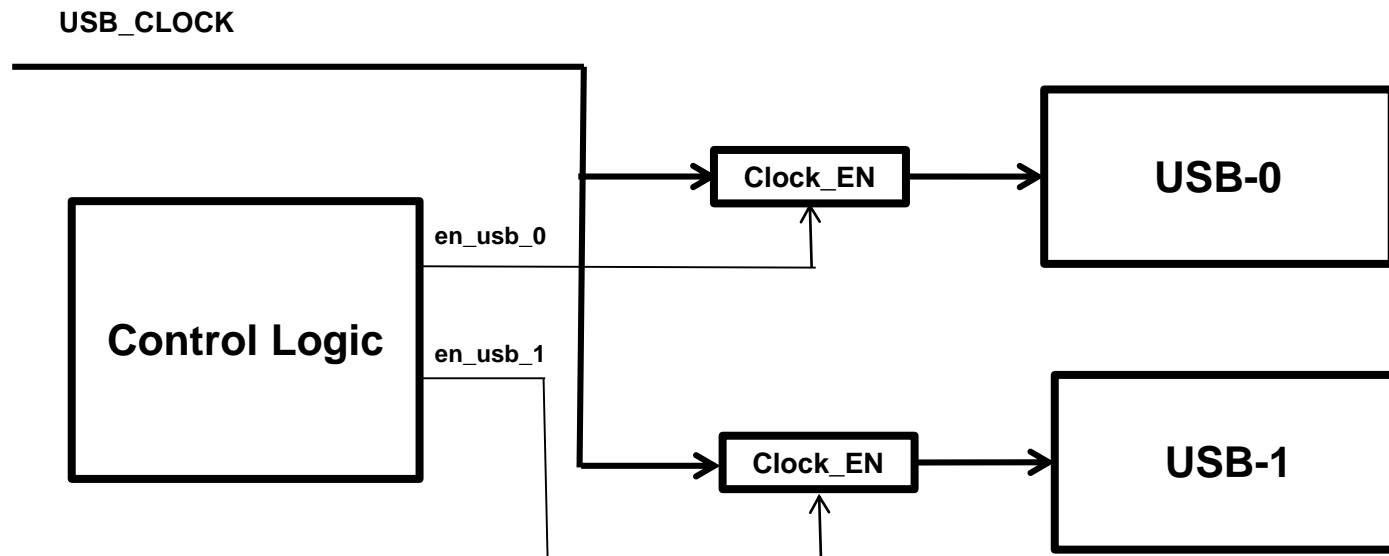 USB_CLOCK
Clock_EN
USB-0
en_usb_0
Control Logic
en_usb_1
Clock_EN
USB-1